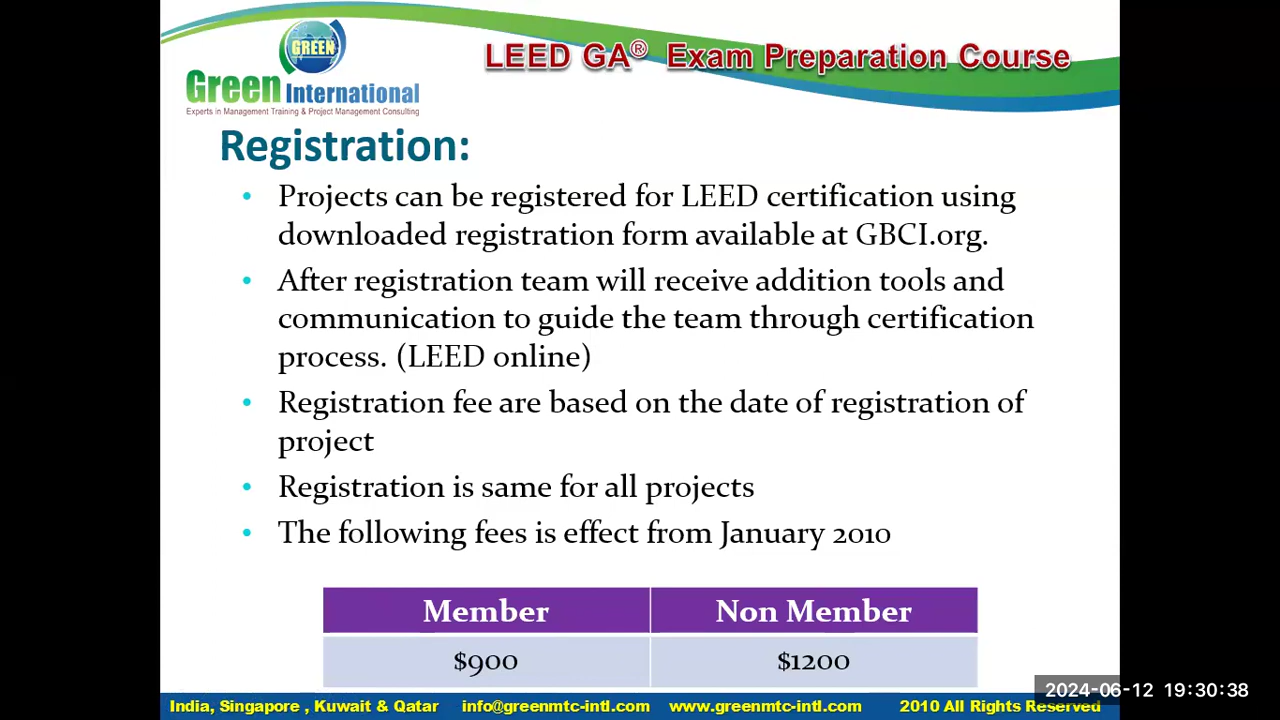 GREEN
Green International
Experts in Management Training & Project Management Consulting
LEED GA® Exam Preparation Course
Registration:
• Projects can be registered for LEED certification using
downloaded registration form available at GBCI.org.
• After registration team will receive addition tools and
communication to guide the team through certification
process. (LEED online)
• Registration fee are based on the date of registration of
project
• Registration is same for all projects
• The following fees is effect from January 2010
Member Non Member
$900 $1200
2024-06-12 19:30:38
India, Singapore , Kuwait & Qatar info@greenmtc-intl.com www.greenmtc-intl.com 2010 All Rights Reserved